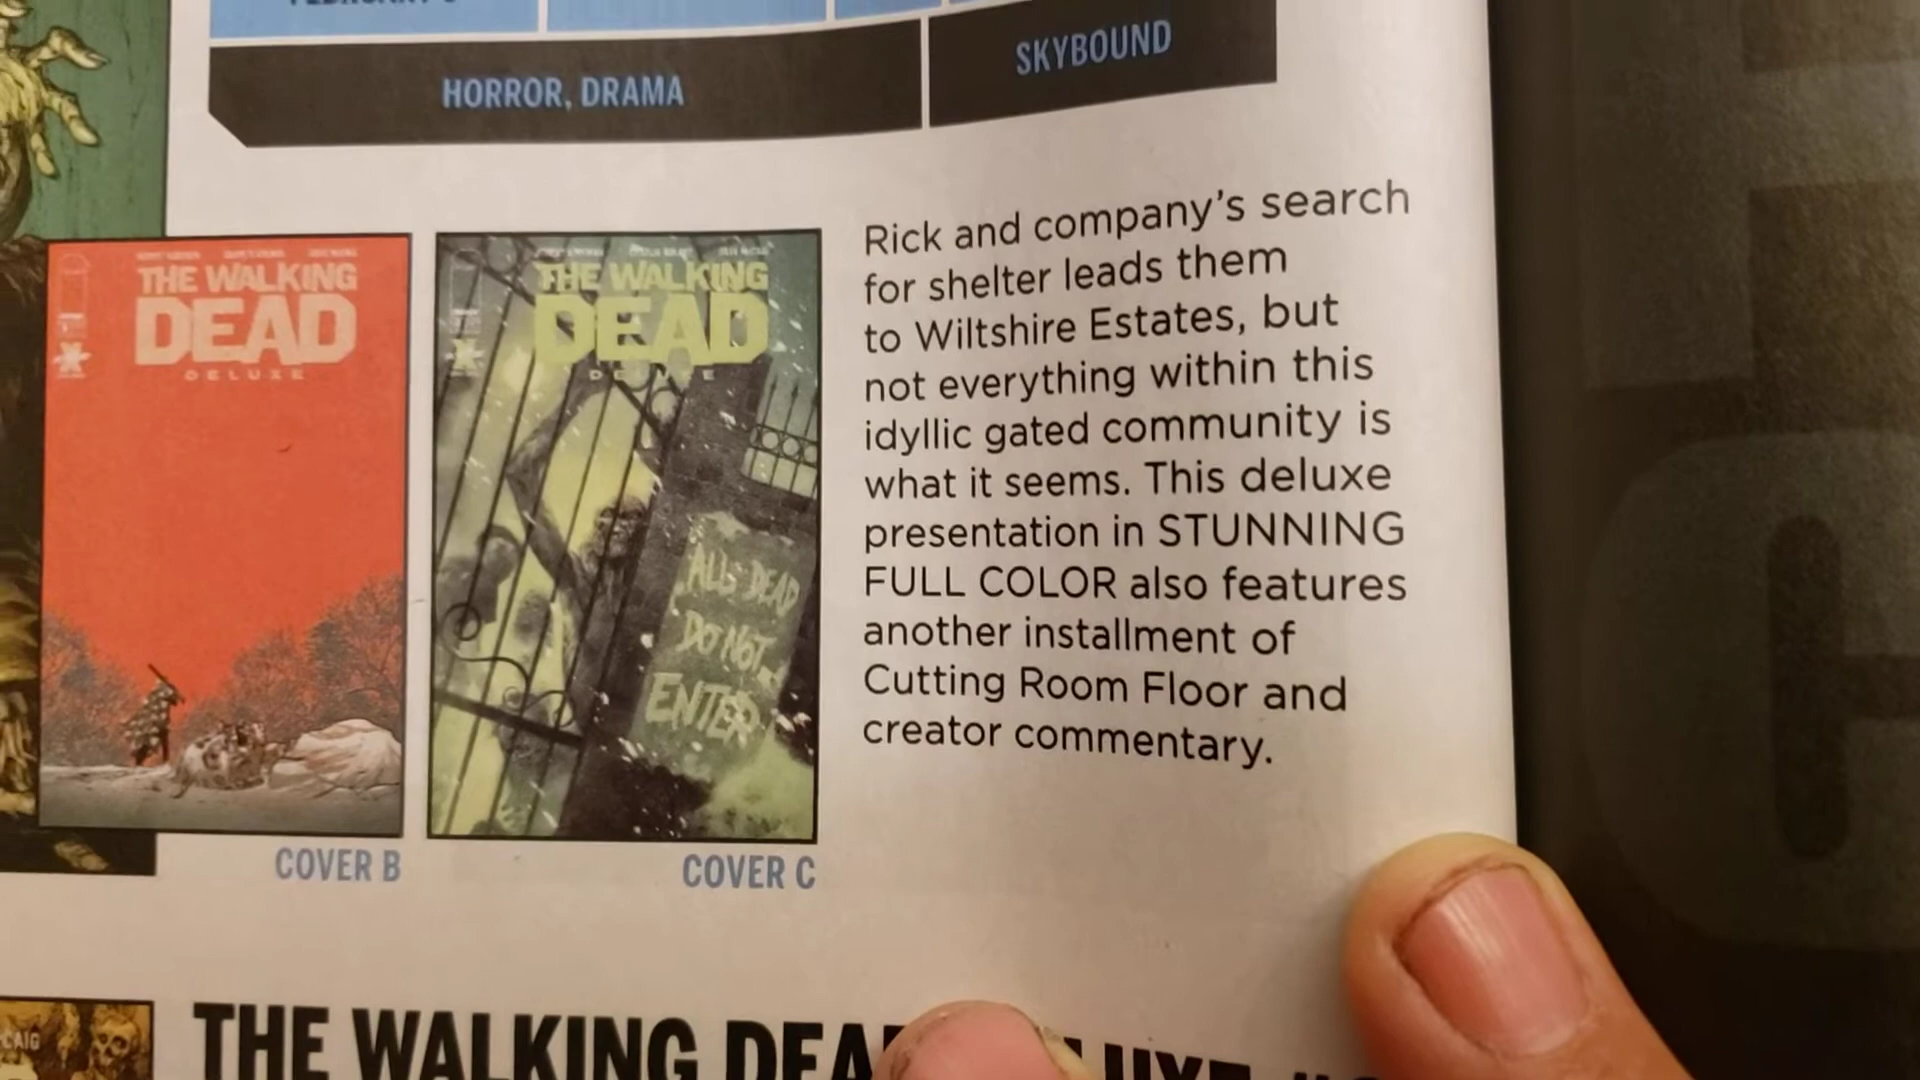 HORROR, DRAMA
SKYBOUND
THE WALKING
DEAD
DELUXE
THE WALKING
DEAD
ALL DEAD
DO NOT
ENTER
Rick and company's search
for shelter leads them
to Wiltshire Estates, but
not everything within this
idyllic gated community is
what it seems. This deluxe
presentation in STUNNING
FULL COLOR also features
another installment of
Cutting Room Floor and
creator commentary.
COVER B
COVER C
CAIG
THE WALKING